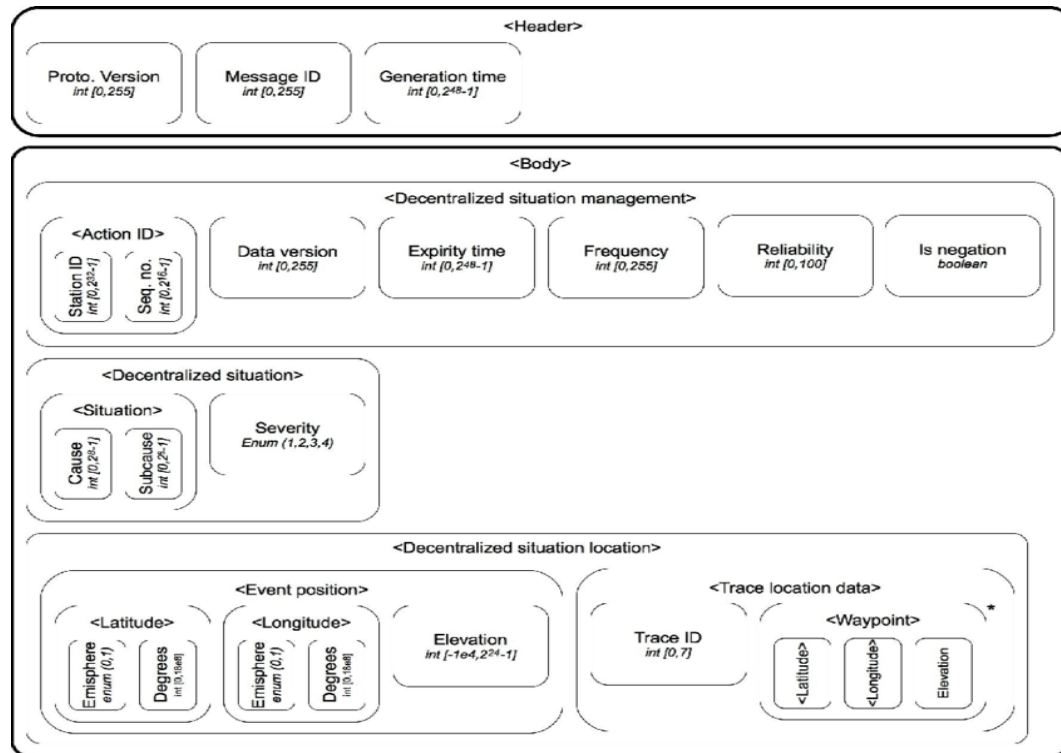 <Header>
Proto. Version
int [0,255]
Message ID
int [0,255]
Generation time
int [0,2⁴⁸-1]
<Body>
<Decentralized situation management>
<Action ID>
Station ID
int [0,2³²-1]
Seq. no.
int [0,2¹⁶-1]
Data version
int [0,255]
Expirity time
int [0,2⁴⁸-1]
Frequency
int [0,255]
Reliability
int [0,100]
Is negation
boolean
<Decentralized situation>
<Situation>
Cause
int [0,2⁸-1]
Subcause
int [0,2⁸-1]
Severity
Enum (1,2,3,4)
<Decentralized situation location>
<Event position>
<Latitude>
Emisphere
enum (0,1)
Degrees
int [0,18e8]
<Longitude>
Emisphere
enum (0,1)
Degrees
int [0,18e8]
Elevation
int [-1e4,2²⁴-1]
<Trace location data>
Trace ID
int [0,7]
<Waypoint>
*
<Latitude>
<Longitude>
Elevation